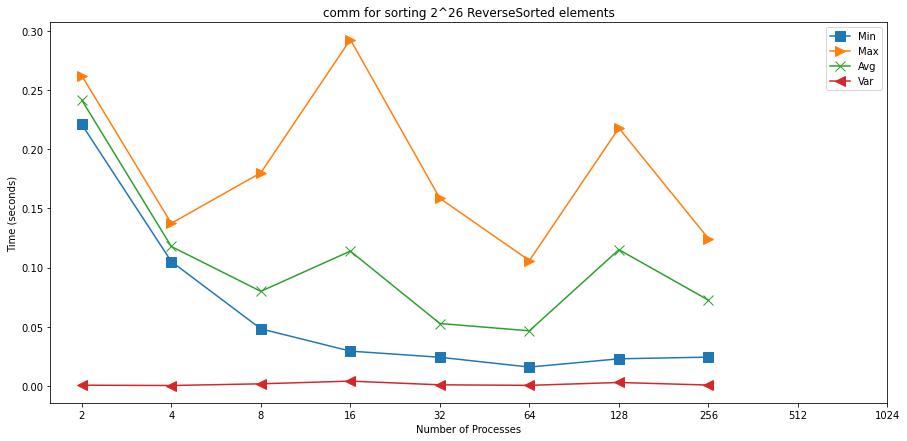 comm for sorting 2^26 ReverseSorted elements
Min
Max
Avg
Var
0.30
0.25
0.20
0.15
0.10
0.05
0.00
Time (seconds)
2 4 8 16 32 64 128 256 512 1024
Number of Processes